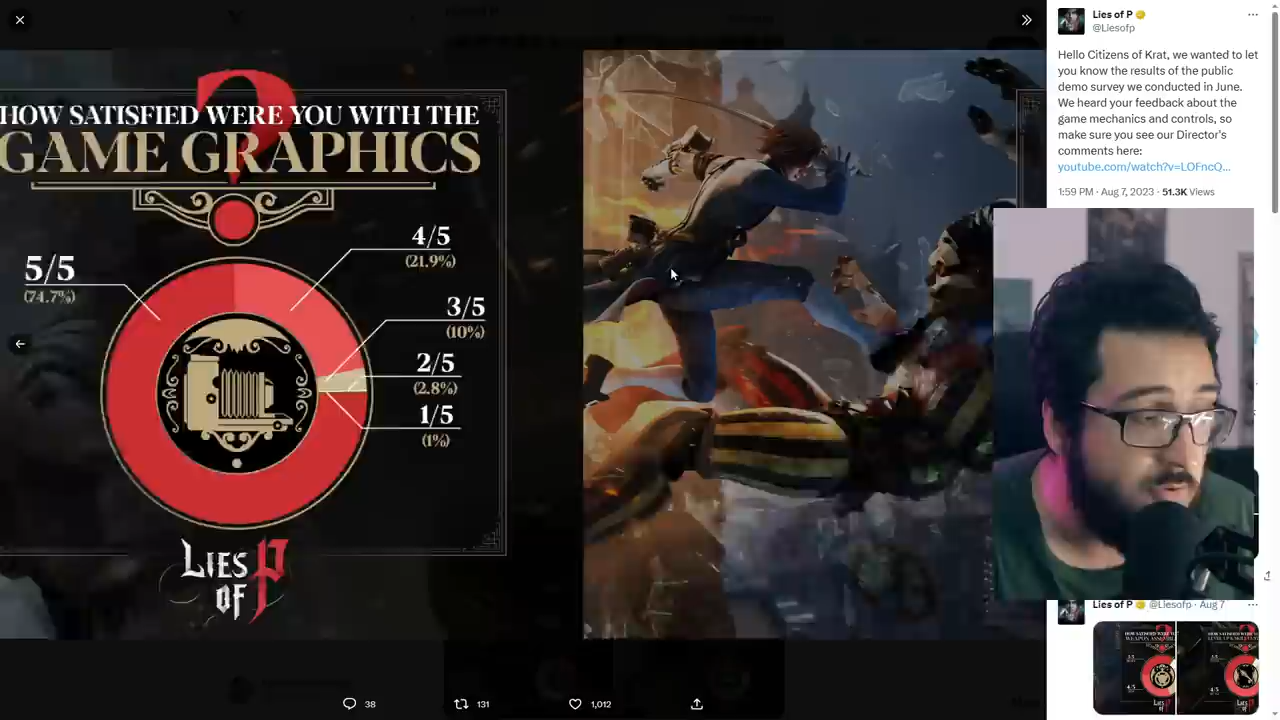 HOW SATISFIED WERE YOU WITH THE
GAME GRAPHICS
?
5/5
(74.7%)
4/5
(21.9%)
3/5
(10%)
2/5
(2.8%)
1/5
(1%)
LIES
OF P
38
131
1,012
Lies of P
@Liesofp
Hello Citizens of Krat, we wanted to let
you know the results of the public
demo survey we conducted in June.
We heard your feedback about the
game mechanics and controls, so
make sure you see our Director's
comments here:
youtube.com/watch?v=LOFncQ...
1:59 PM · Aug 7, 2023 · 51.3K Views
Lies of P @Liesofp · Aug 7